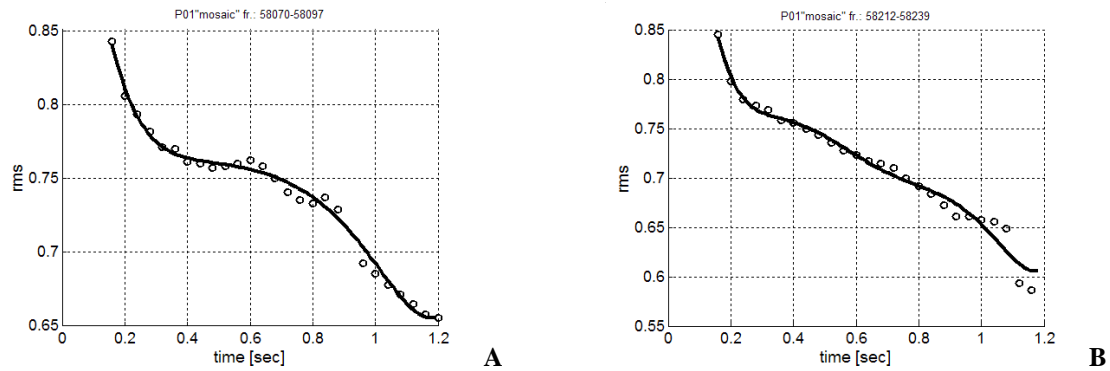 P01"mosaic" fr.: 58070-58097
0.85
0.8
0.75
0.7
0.65
rms
0 0.2 0.4 0.6 0.8 1 1.2
time [sec]
A
P01"mosaic" fr.: 58212-58239
0.85
0.8
0.75
0.7
0.65
0.6
0.55
rms
0 0.2 0.4 0.6 0.8 1 1.2
time [sec]
B